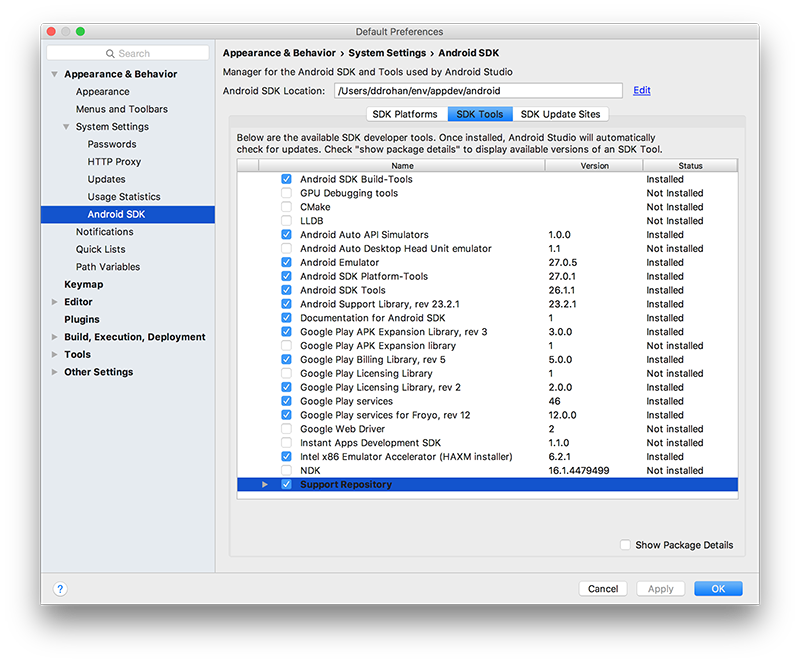 Default Preferences
Search
Appearance & Behavior
Appearance
Menus and Toolbars
System Settings
Passwords
HTTP Proxy
Updates
Usage Statistics
Android SDK
Notifications
Quick Lists
Path Variables
Keymap
Editor
Plugins
Build, Execution, Deployment
Tools
Other Settings
Appearance & Behavior › System Settings › Android SDK
Manager for the Android SDK and Tools used by Android Studio
Android SDK Location: /Users/ddrohan/env/appdev/android Edit
SDK Platforms SDK Tools SDK Update Sites
Below are the available SDK developer tools. Once installed, Android Studio will automatically
check for updates. Check "show package details" to display available versions of an SDK Tool.
Name Version Status
Android SDK Build-Tools Installed
GPU Debugging tools Not Installed
CMake Not Installed
LLDB Not Installed
Android Auto API Simulators 1.0.0 Installed
Android Auto Desktop Head Unit emulator 1.1 Not installed
Android Emulator 27.0.5 Installed
Android SDK Platform-Tools 27.0.1 Installed
Android SDK Tools 26.1.1 Installed
Android Support Library, rev 23.2.1 23.2.1 Installed
Documentation for Android SDK 1 Installed
Google Play APK Expansion Library, rev 3 3.0.0 Installed
Google Play APK Expansion library 1 Not installed
Google Play Billing Library, rev 5 5.0.0 Installed
Google Play Licensing Library 1 Not installed
Google Play Licensing Library, rev 2 2.0.0 Installed
Google Play services 46 Installed
Google Play services for Froyo, rev 12 12.0.0 Installed
Google Web Driver 2 Not installed
Instant Apps Development SDK 1.1.0 Not installed
Intel x86 Emulator Accelerator (HAXM installer) 6.2.1 Installed
NDK 16.1.4479499 Not installed
Support Repository
Show Package Details
? Cancel Apply OK